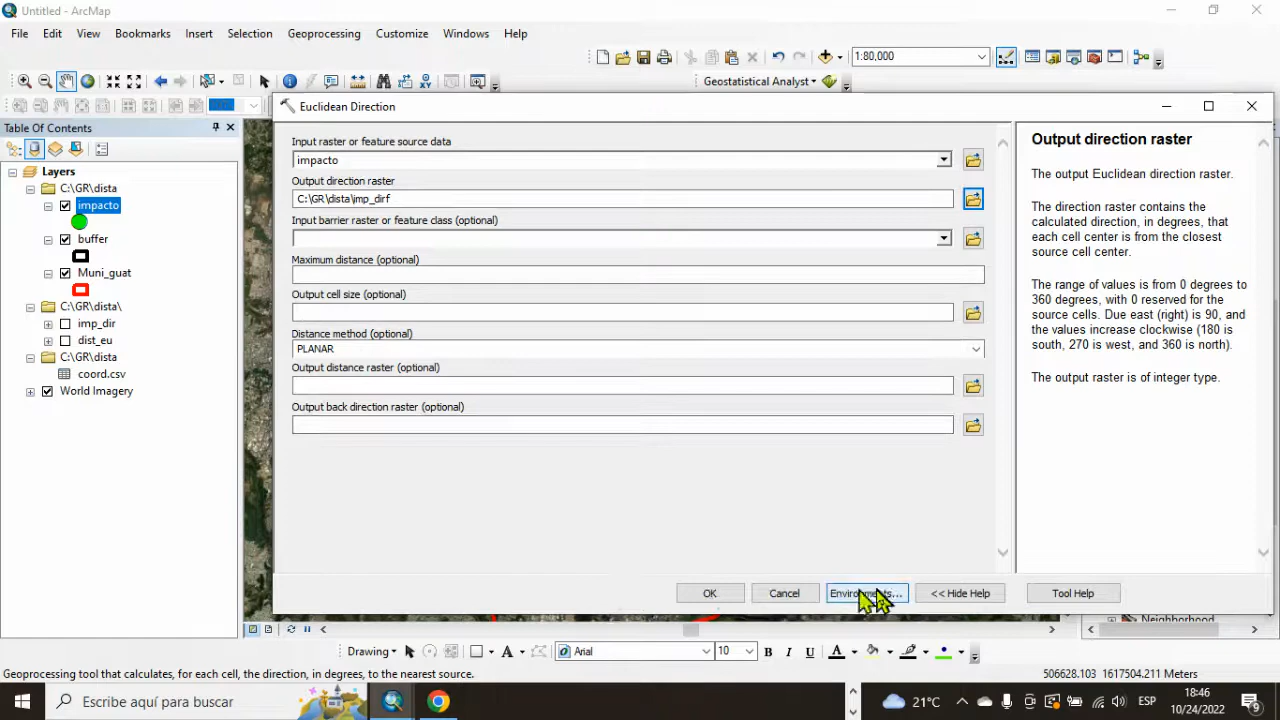 Untitled - ArcMap
File Edit View Bookmarks Insert Selection Geoprocessing Customize Windows Help
1:80,000
Geostatistical Analyst
Table Of Contents
Layers
C:\GR\dista
impacto
buffer
Muni_guat
C:\GR\dista\
imp_dir
dist_eu
C:\GR\dista
coord.csv
World Imagery
Euclidean Direction
Input raster or feature source data
impacto
Output direction raster
C:\GR\dista\imp_dirf
Input barrier raster or feature class (optional)
Maximum distance (optional)
Output cell size (optional)
Distance method (optional)
PLANAR
Output distance raster (optional)
Output back direction raster (optional)
OK Cancel Environments... << Hide Help Tool Help
Output direction raster
The output Euclidean direction raster.
The direction raster contains the
calculated direction, in degrees, that
each cell center is from the closest
source cell center.
The range of values is from 0 degrees to
360 degrees, with 0 reserved for the
source cells. Due east (right) is 90, and
the values increase clockwise (180 is
south, 270 is west, and 360 is north).
The output raster is of integer type.
Neighborhood
Drawing Arial 10 B I U A
Geoprocessing tool that calculates, for each cell, the direction, in degrees, to the nearest source.
506628.103 1617504.211 Meters
Escribe aquí para buscar
21°C ESP 18:46
10/24/2022
9